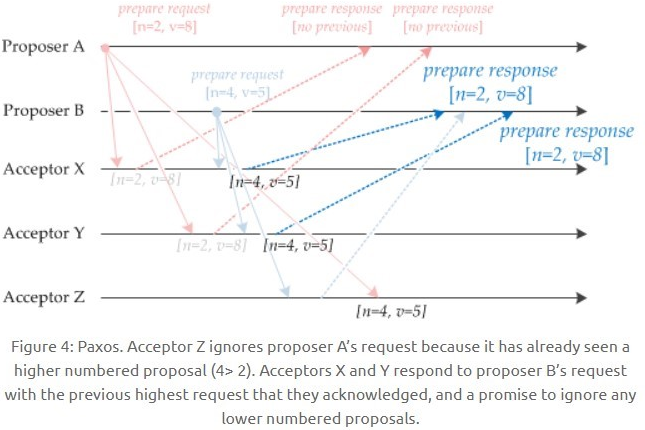 prepare request
[n=2, v=8]
prepare response
[no previous]
prepare response
[no previous]
Proposer A
prepare request
[n=4, v=5]
prepare response
[n=2, v=8]
Proposer B
prepare response
[n=2, v=8]
Acceptor X
[n=2, v=8]
[n=4, v=5]
Acceptor Y
[n=2, v=8]
[n=4, v=5]
Acceptor Z
[n=4, v=5]
Figure 4: Paxos. Acceptor Z ignores proposer A's request because it has already seen a
higher numbered proposal (4> 2). Acceptors X and Y respond to proposer B's request
with the previous highest request that they acknowledged, and a promise to ignore any
lower numbered proposals.